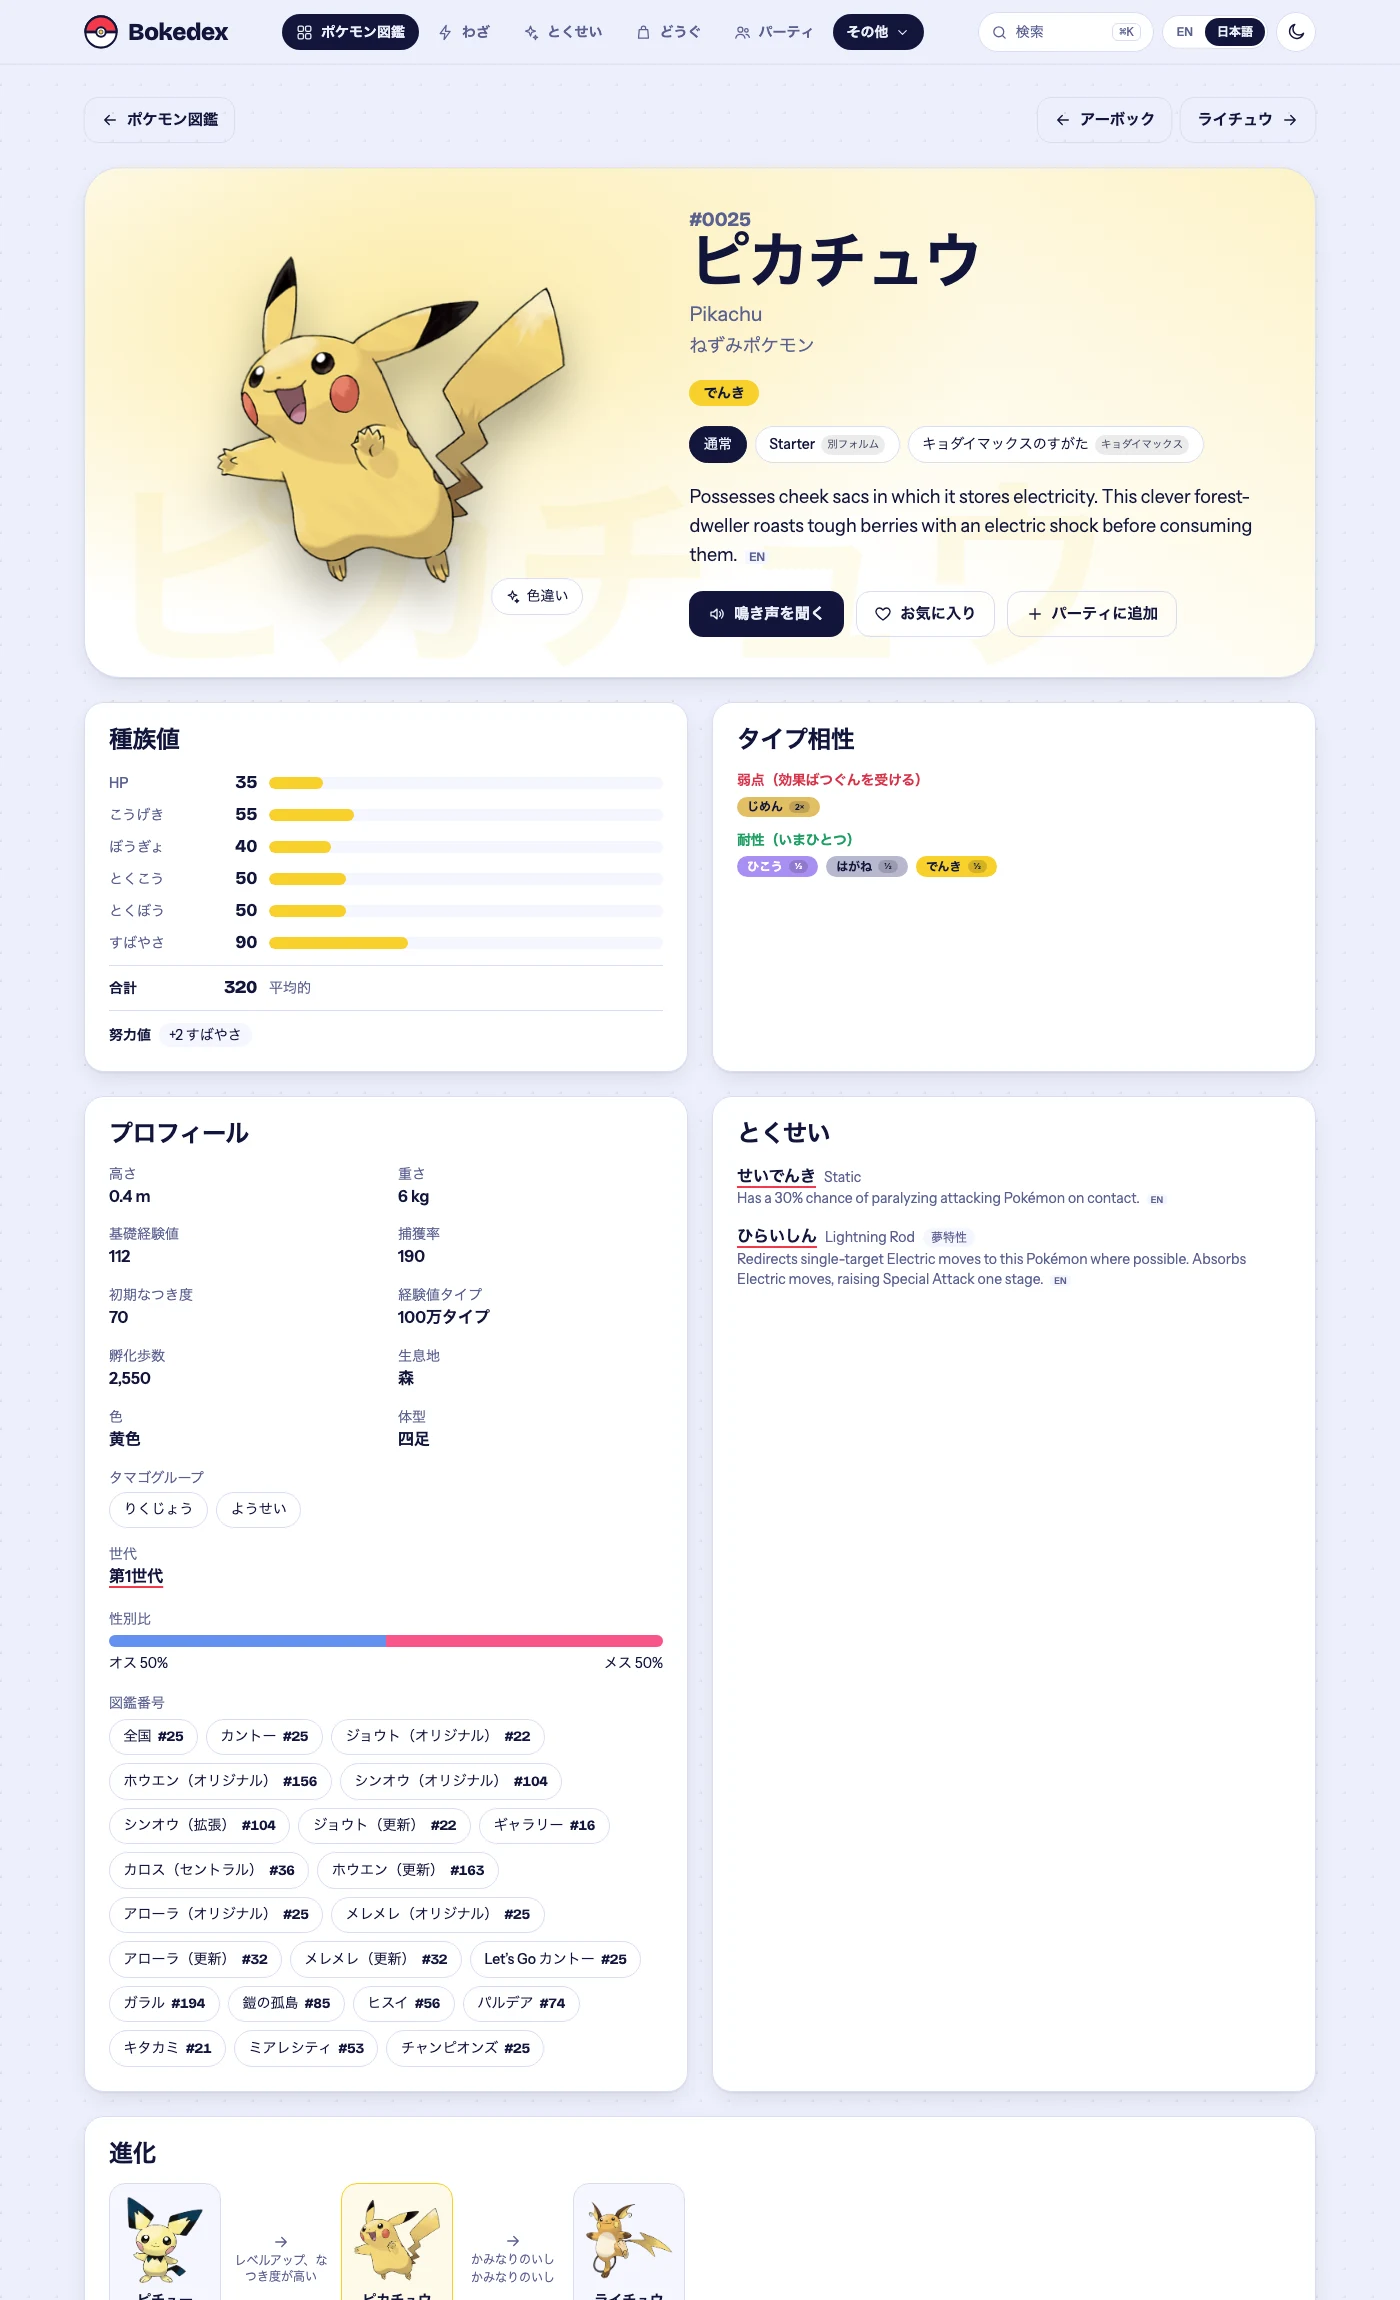 Bokedex
ポケモン図鑑
わざ
とくせい
どうぐ
パーティ
その他
検索
⌘K
EN
日本語
← ポケモン図鑑
← アーボック
ライチュウ →
#0025
ピカチュウ
Pikachu
ねずみポケモン
でんき
通常
Starter 別フォルム
キョダイマックスのすがた キョダイマックス
Possesses cheek sacs in which it stores electricity. This clever forest-
dweller roasts tough berries with an electric shock before consuming
them. EN
ピカチュウ
色違い
鳴き声を聞く
お気に入り
+ パーティに追加
種族値
HP 35
こうげき 55
ぼうぎょ 40
とくこう 50
とくぼう 50
すばやさ 90
合計 320 平均的
努力値 +2 すばやさ
タイプ相性
弱点（効果ばつぐんを受ける）
じめん 2×
耐性（いまひとつ）
ひこう ½
はがね ½
でんき ½
プロフィール
高さ
0.4 m
重さ
6 kg
基礎経験値
112
捕獲率
190
初期なつき度
70
経験値タイプ
100万タイプ
孵化歩数
2,550
生息地
森
色
黄色
体型
四足
タマゴグループ
りくじょう
ようせい
世代
第1世代
性別比
オス 50%
メス 50%
図鑑番号
全国 #25
カントー #25
ジョウト（オリジナル） #22
ホウエン（オリジナル） #156
シンオウ（オリジナル） #104
シンオウ（拡張） #104
ジョウト（更新） #22
ギャラリー #16
カロス（セントラル） #36
ホウエン（更新） #163
アローラ（オリジナル） #25
メレメレ（オリジナル） #25
アローラ（更新） #32
メレメレ（更新） #32
Let's Go カントー #25
ガラル #194
鎧の孤島 #85
ヒスイ #56
パルデア #74
キタカミ #21
ミアレシティ #53
チャンピオンズ #25
とくせい
せいでんき Static
Has a 30% chance of paralyzing attacking Pokémon on contact. EN
ひらいしん Lightning Rod 夢特性
Redirects single-target Electric moves to this Pokémon where possible. Absorbs
Electric moves, raising Special Attack one stage. EN
進化
ピチュー
→
レベルアップ、な
つき度が高い
ピカチュウ
→
かみなりのいし
かみなりのいし
ライチュウ